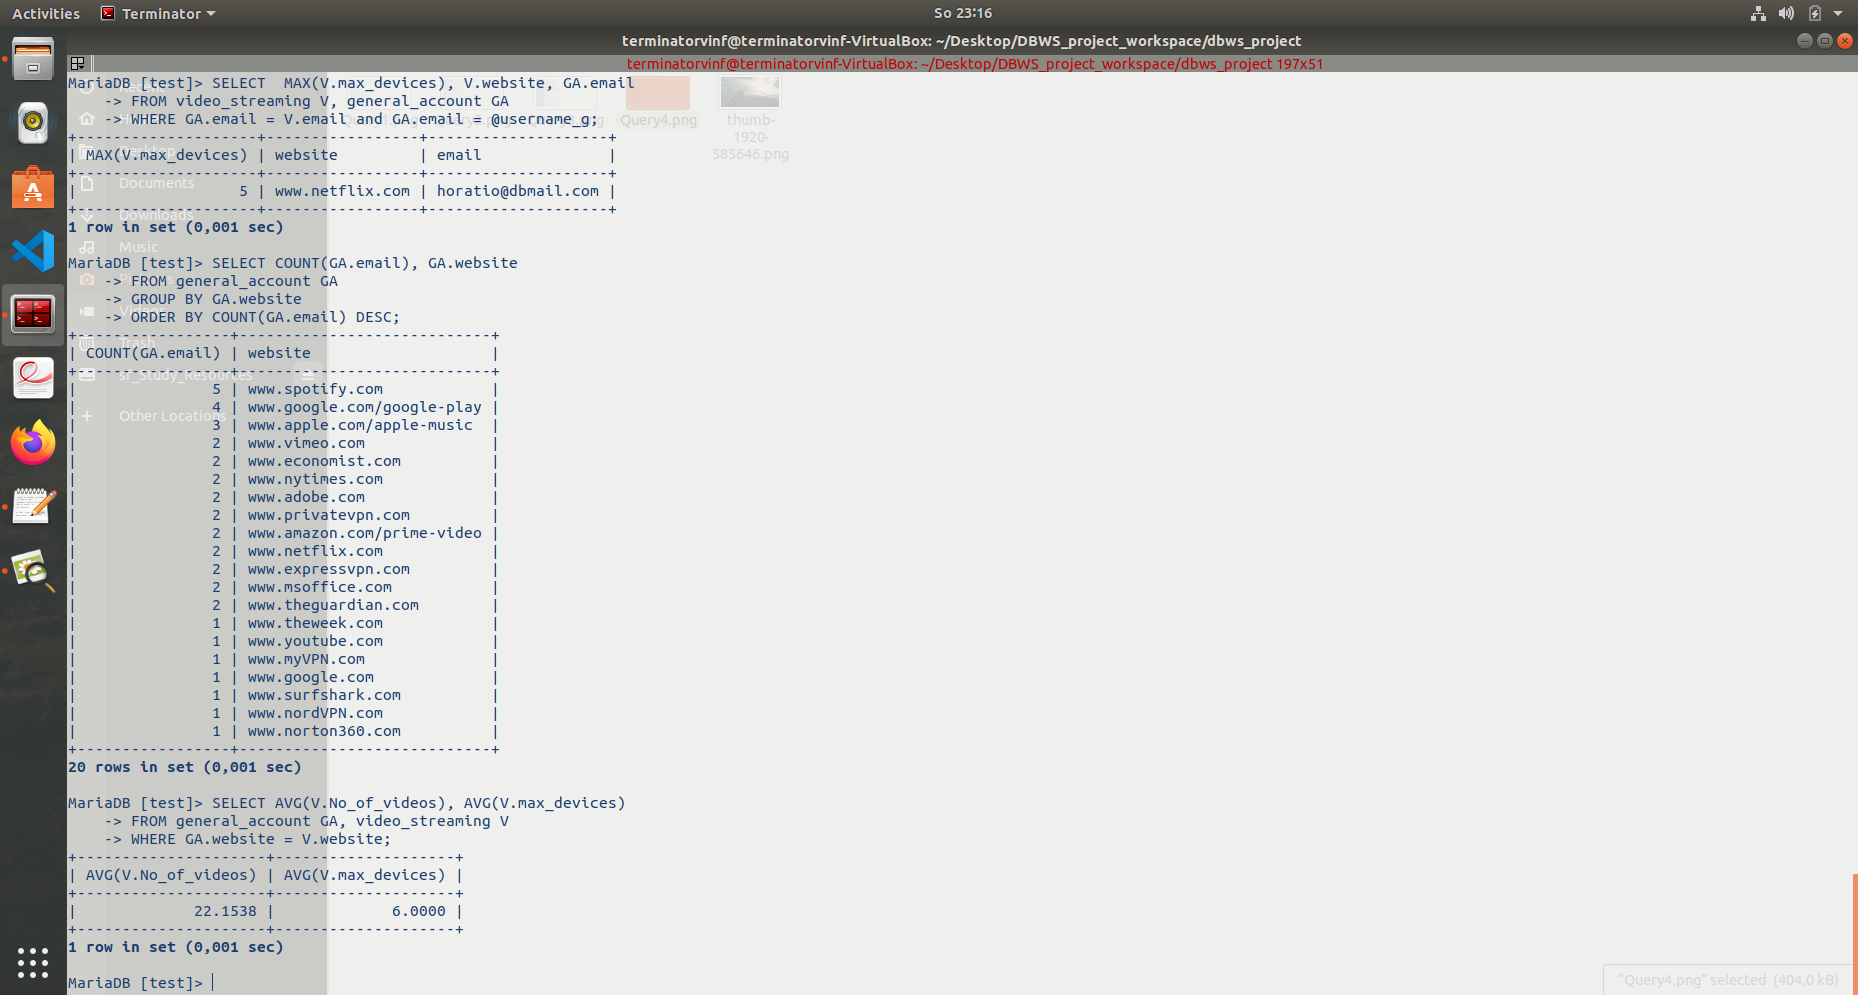 Activities
Terminator
So 23:16
terminatorvinf@terminatorvinf-VirtualBox: ~/Desktop/DBWS_project_workspace/dbws_project
terminatorvinf@terminatorvinf-VirtualBox: ~/Desktop/DBWS_project_workspace/dbws_project 197x51
MariaDB [test]> SELECT  MAX(V.max_devices), V.website, GA.email
    -> FROM video_streaming V, general_account GA
    -> WHERE GA.email = V.email and GA.email = @username_g;
+--------------------+-----------------+--------------------+
| MAX(V.max_devices) | website         | email              |
+--------------------+-----------------+--------------------+
|                  5 | www.netflix.com | horatio@dbmail.com |
+--------------------+-----------------+--------------------+
1 row in set (0,001 sec)
MariaDB [test]> SELECT COUNT(GA.email), GA.website
    -> FROM general_account GA
    -> GROUP BY GA.website
    -> ORDER BY COUNT(GA.email) DESC;
+-----------------+----------------------------+
| COUNT(GA.email) | website                    |
+-----------------+----------------------------+
|               5 | www.spotify.com            |
|               4 | www.google.com/google-play |
|               3 | www.apple.com/apple-music  |
|               2 | www.vimeo.com              |
|               2 | www.economist.com          |
|               2 | www.nytimes.com            |
|               2 | www.adobe.com              |
|               2 | www.privatevpn.com         |
|               2 | www.amazon.com/prime-video |
|               2 | www.netflix.com            |
|               2 | www.expressvpn.com         |
|               2 | www.msoffice.com           |
|               2 | www.theguardian.com        |
|               1 | www.theweek.com            |
|               1 | www.youtube.com            |
|               1 | www.myVPN.com              |
|               1 | www.google.com             |
|               1 | www.surfshark.com          |
|               1 | www.nordVPN.com            |
|               1 | www.norton360.com          |
+-----------------+----------------------------+
20 rows in set (0,001 sec)
MariaDB [test]> SELECT AVG(V.No_of_videos), AVG(V.max_devices)
    -> FROM general_account GA, video_streaming V
    -> WHERE GA.website = V.website;
+---------------------+--------------------+
| AVG(V.No_of_videos) | AVG(V.max_devices) |
+---------------------+--------------------+
|             22.1538 |             6.0000 |
+---------------------+--------------------+
1 row in set (0,001 sec)
MariaDB [test]>
Query4.png
thumb-
1920-
585646.png
Desktop
Documents
Downloads
Music
Trash
sf_Study_Resources
Other Locations
"Query4.png" selected (404,0 kB)